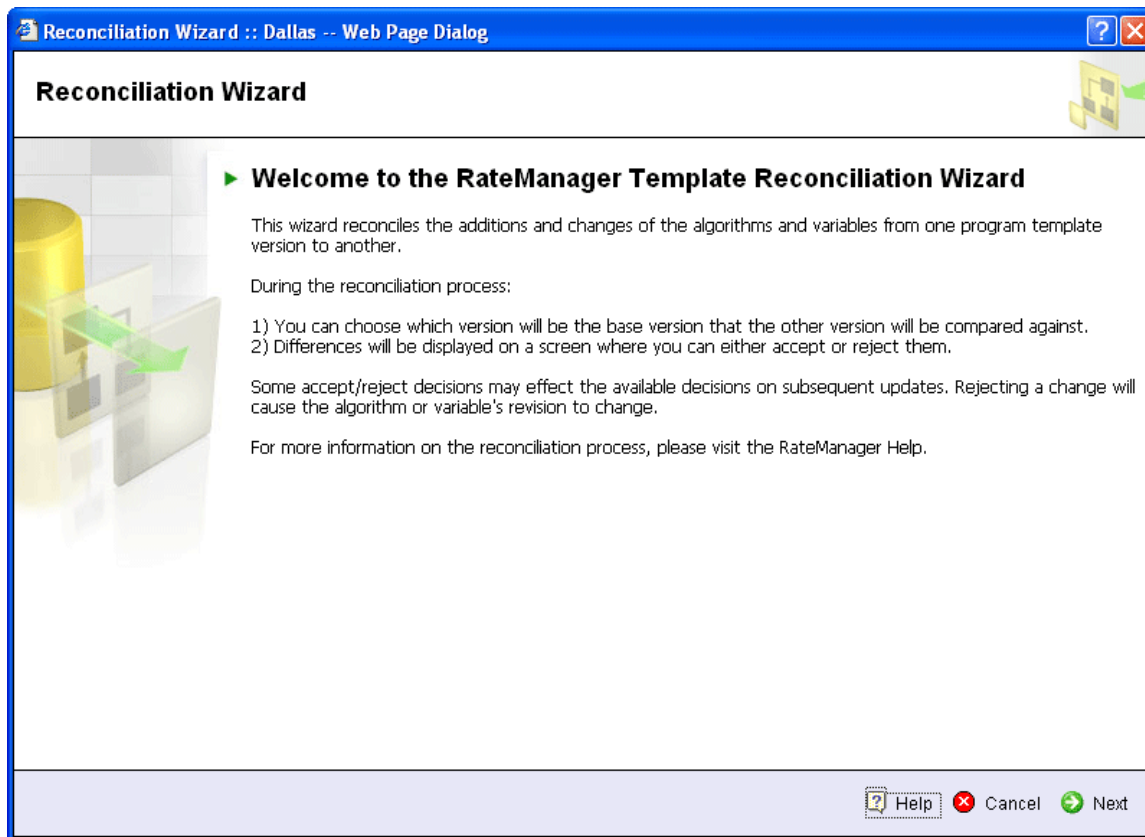 Reconciliation Wizard :: Dallas -- Web Page Dialog
Reconciliation Wizard
Welcome to the RateManager Template Reconciliation Wizard
This wizard reconciles the additions and changes of the algorithms and variables from one program template
version to another.
During the reconciliation process:
1) You can choose which version will be the base version that the other version will be compared against.
2) Differences will be displayed on a screen where you can either accept or reject them.
Some accept/reject decisions may effect the available decisions on subsequent updates. Rejecting a change will
cause the algorithm or variable's revision to change.
For more information on the reconciliation process, please visit the RateManager Help.
Help Cancel Next